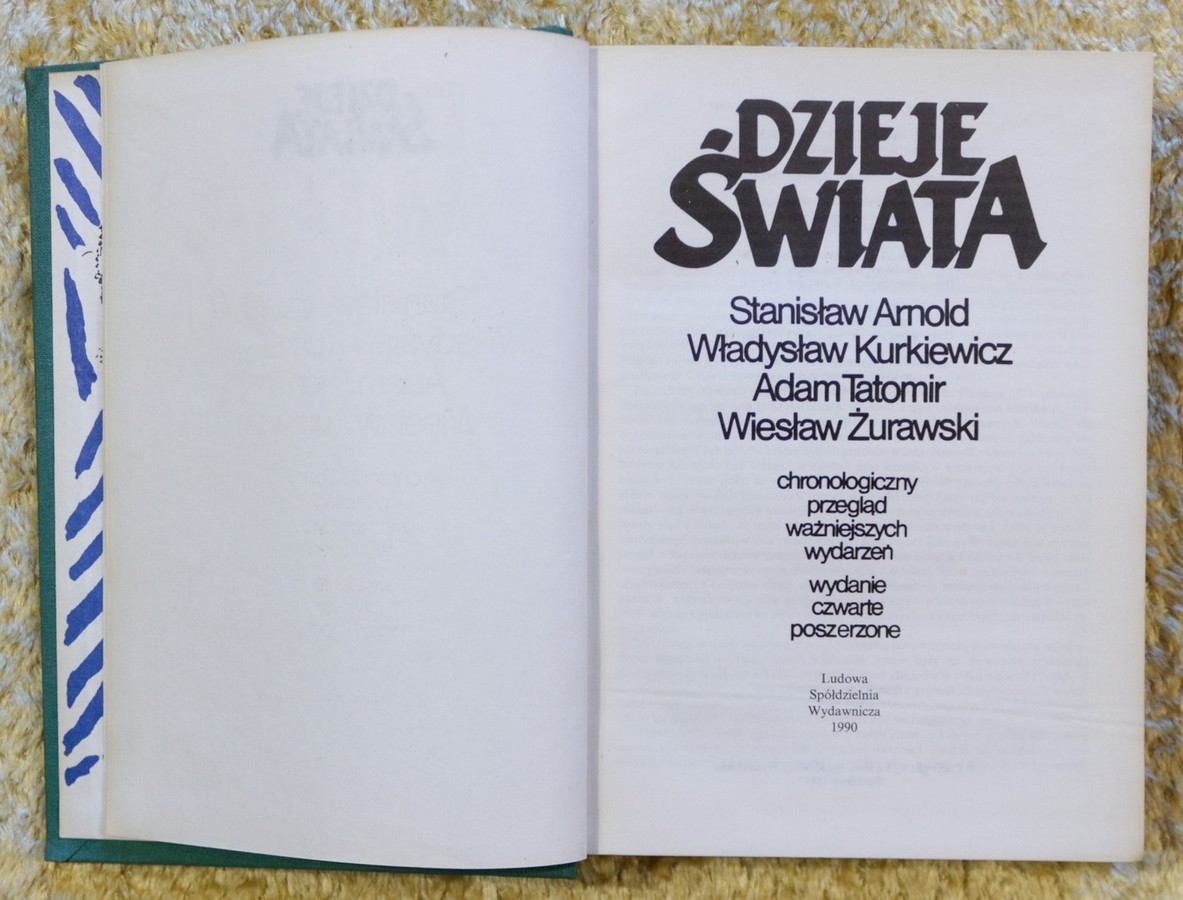 DZIEJE
ŚWIATA
Stanisław Arnold
Władysław Kurkiewicz
Adam Tatomir
Wiesław Żurawski
chronologiczny
przegląd
ważniejszych
wydarzeń
wydanie
czwarte
poszerzone
Ludowa
Spółdzielnia
Wydawnicza
1990